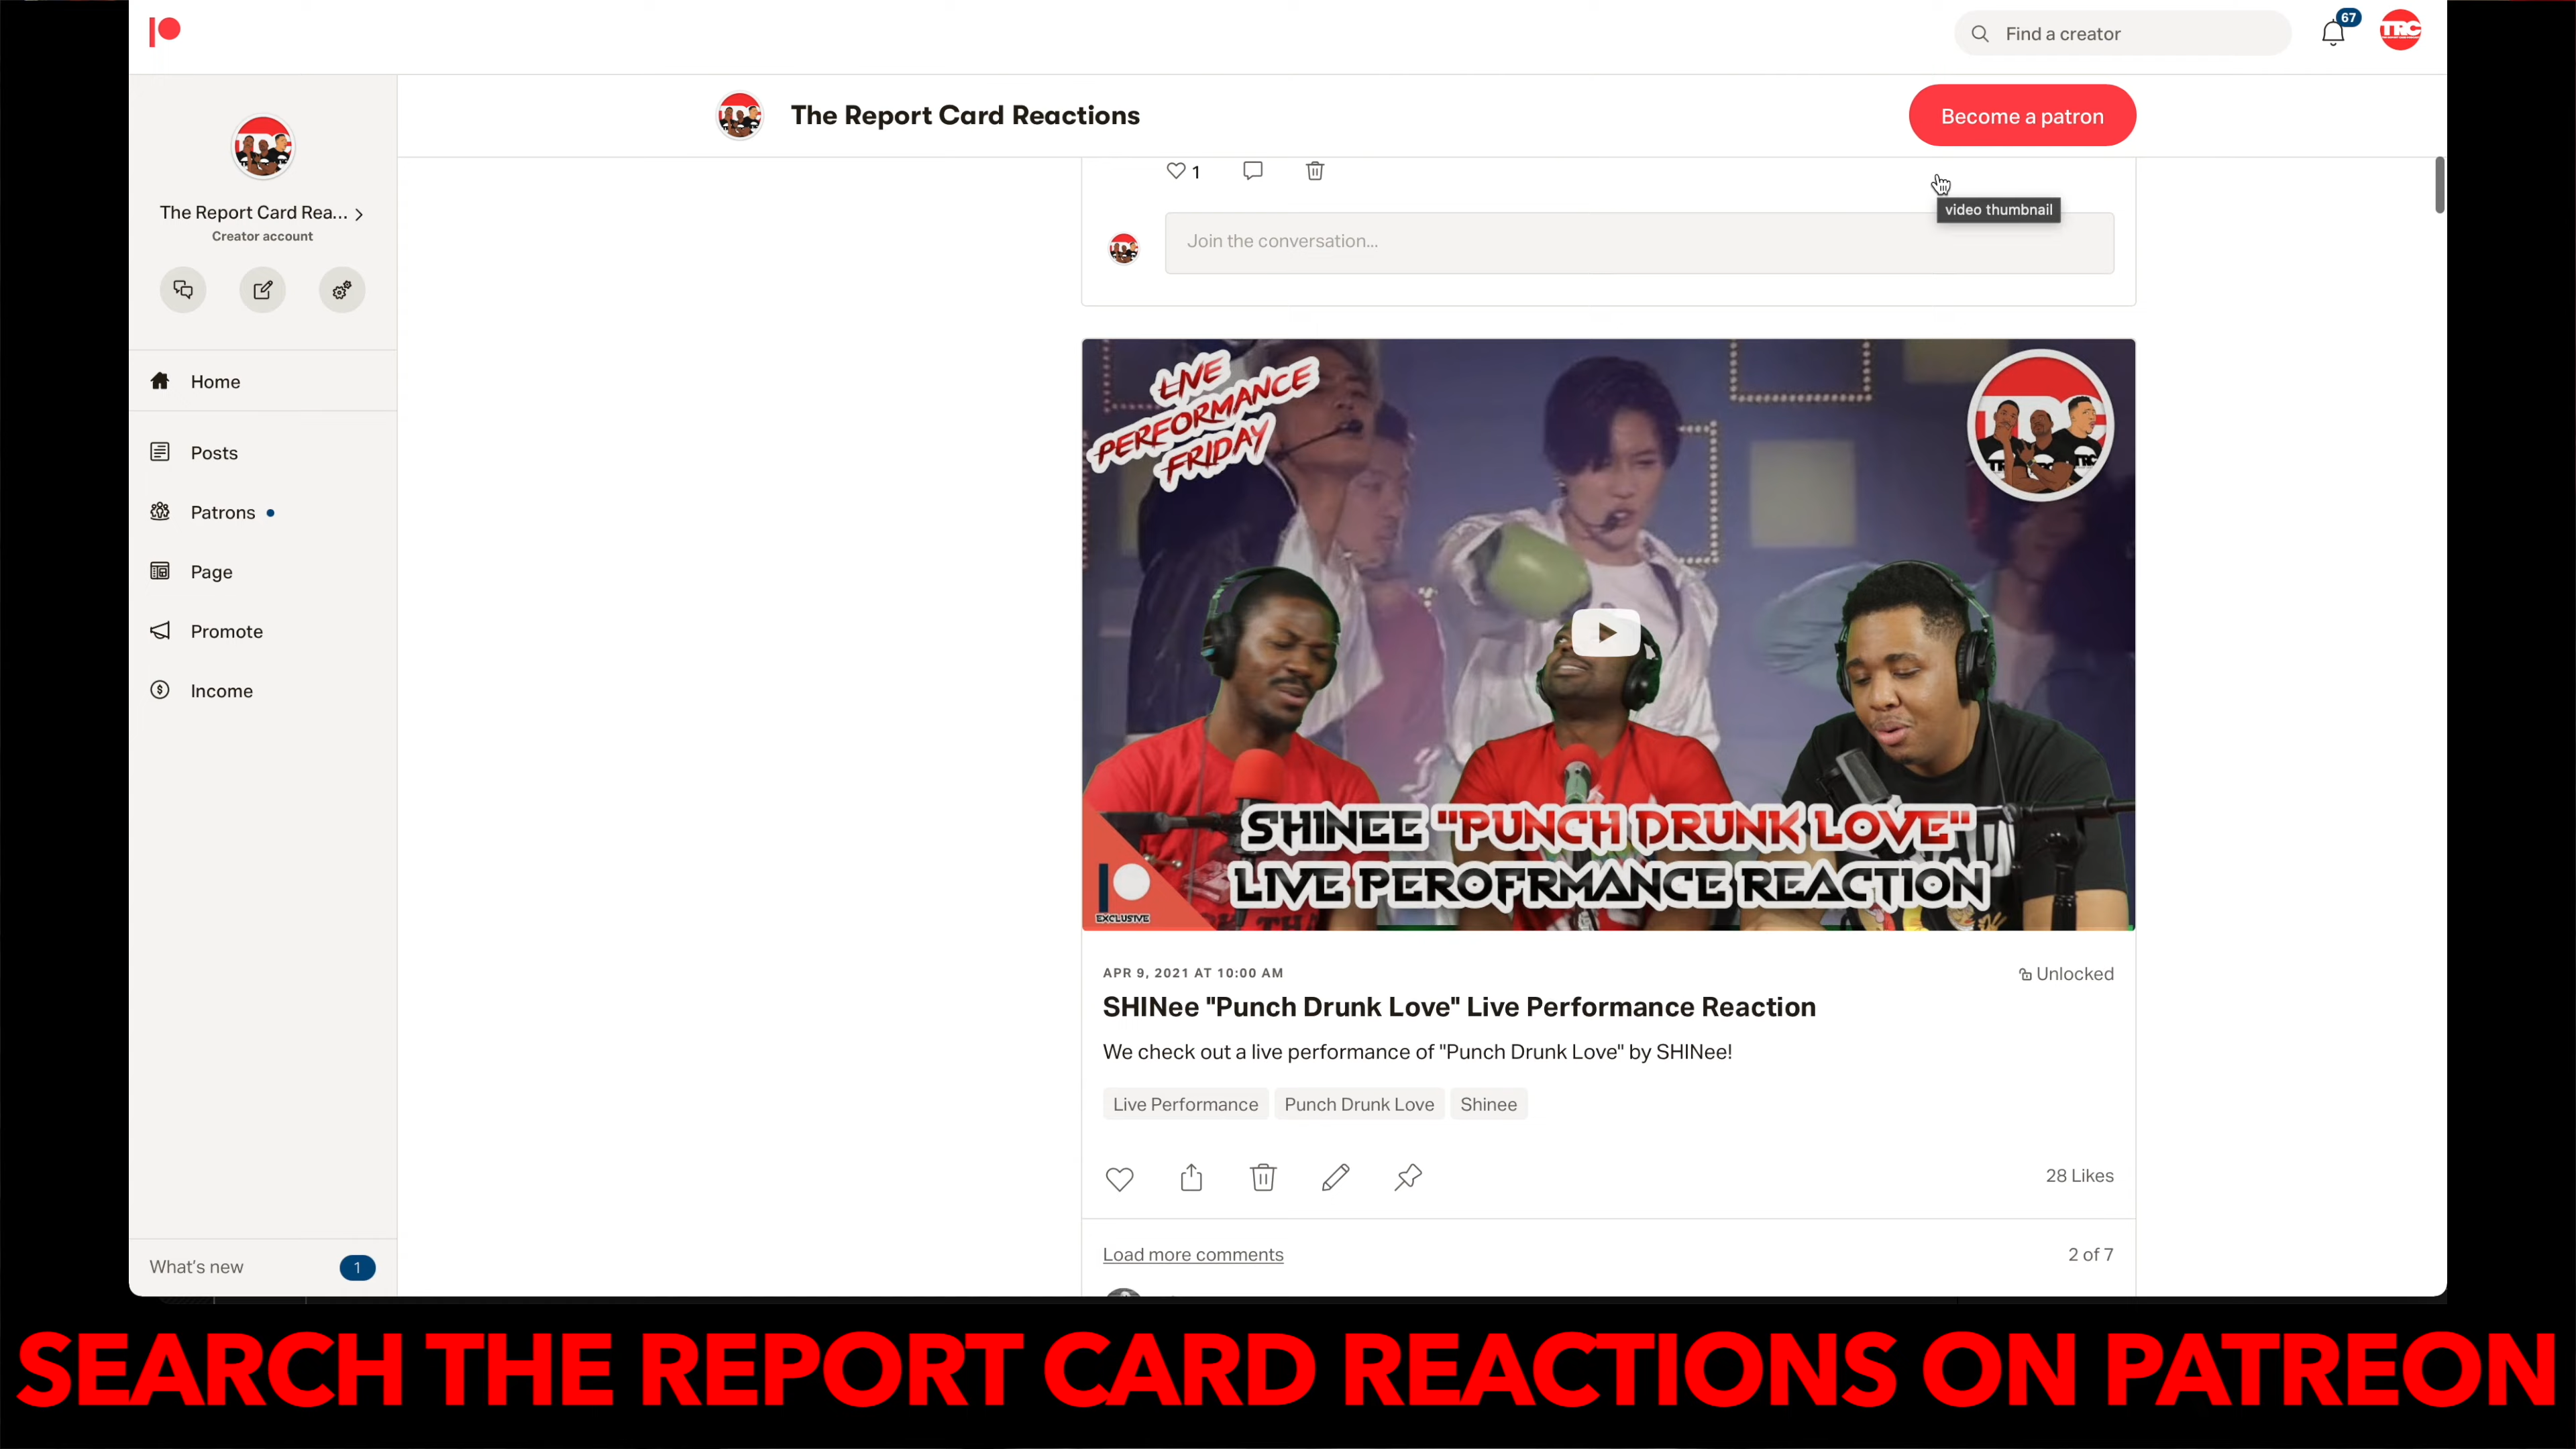 Find a creator
67
TRC
The Report Card Reactions
Become a patron
The Report Card Rea...
Creator account
1
video thumbnail
Join the conversation...
Home
Posts
Patrons
Page
Promote
Income
LIVE
PERFORMANCE
FRIDAY
SHINEE "PUNCH DRUNK LOVE"
LIVE PEROFRMANCE REACTION
EXCLUSIVE
APR 9, 2021 AT 10:00 AM
Unlocked
SHINee "Punch Drunk Love" Live Performance Reaction
We check out a live performance of "Punch Drunk Love" by SHINee!
Live Performance
Punch Drunk Love
Shinee
28 Likes
Load more comments
2 of 7
What's new
1
SEARCH THE REPORT CARD REACTIONS ON PATREON